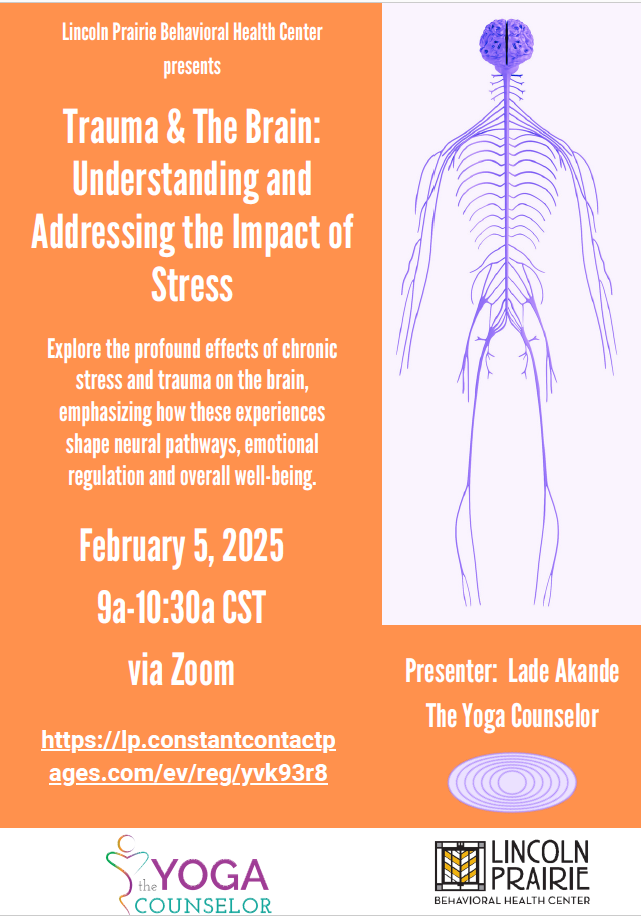 Lincoln Prairie Behavioral Health Center
presents
Trauma & The Brain:
Understanding and
Addressing the Impact of
Stress
Explore the profound effects of chronic
stress and trauma on the brain,
emphasizing how these experiences
shape neural pathways, emotional
regulation and overall well-being.
February 5, 2025
9a-10:30a CST
via Zoom
https://lp.constantcontactp
ages.com/ev/reg/yvk93r8
Presenter:  Lade Akande
The Yoga Counselor
the YOGA
COUNSELOR
LINCOLN
PRAIRIE
BEHAVIORAL HEALTH CENTER